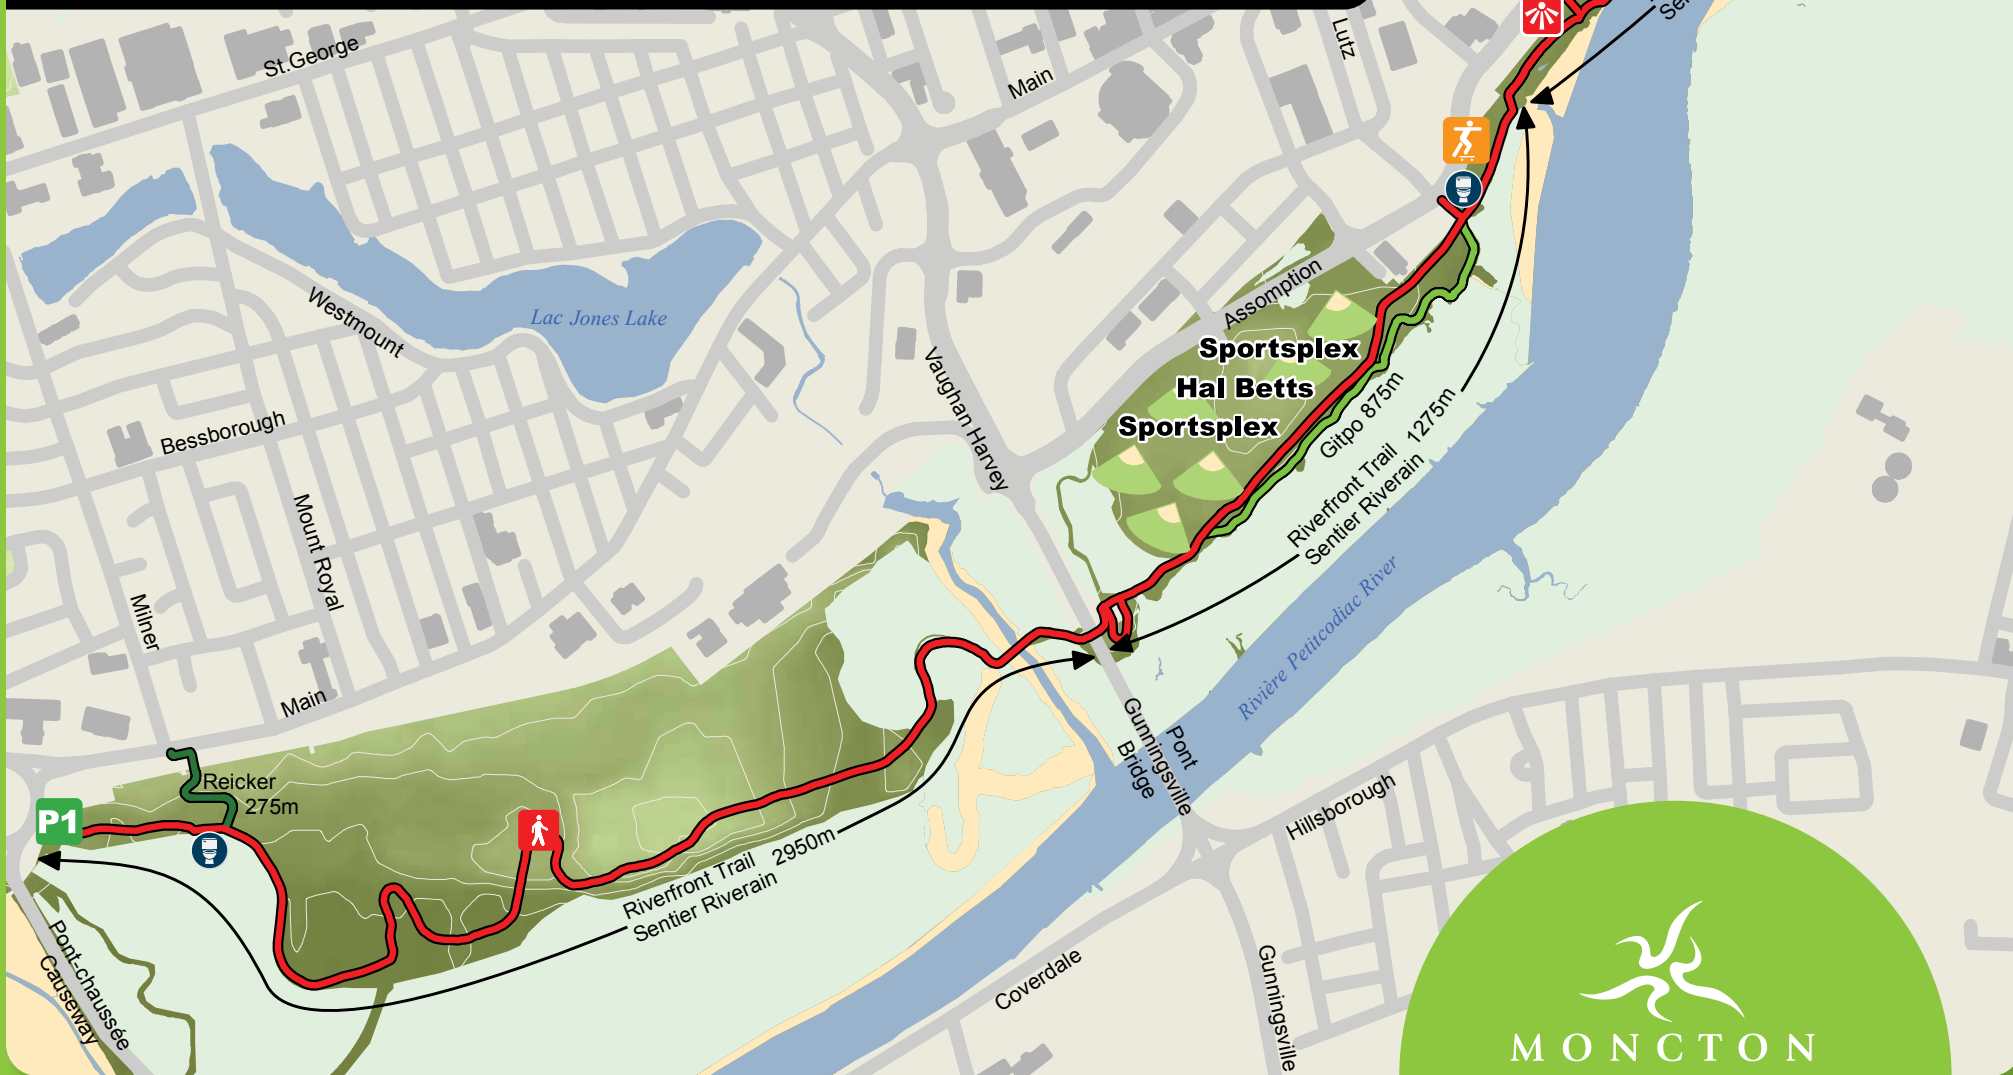 Se
St.George
Main
Lutz
Lac Jones Lake
Westmount
Assomption
Sportsplex
Hal Betts
Sportsplex
Vaughan Harvey
Gitpo 875m
Riverfront Trail 1275m
Sentier Riverain
Bessborough
Mount Royal
Milner
Rivière Petitcodiac River
Main
Pont
Gunningsville
Bridge
Reicker
275m
P1
Riverfront Trail 2950m
Sentier Riverain
Hillsborough
Pont-chaussée
Causeway
Coverdale
Gunningsville
MONCTON